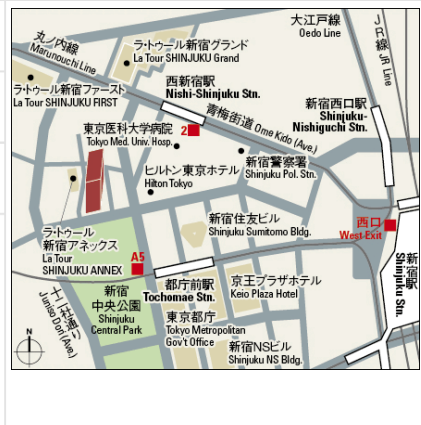 大江戸線
Oedo Line
JR線
JR Line
丸ノ内線
Marunouchi Line
ラ・トゥール新宿グランド
La Tour SHINJUKU Grand
ラ・トゥール新宿ファースト
La Tour SHINJUKU FIRST
西新宿駅
Nishi-Shinjuku Stn.
青梅街道 Ome Kido (Ave.)
新宿西口駅
Shinjuku-
Nishiguchi Stn.
東京医科大学病院
Tokyo Med. Univ. Hosp.
2
新宿警察署
Shinjuku Pol. Stn.
ヒルトン東京ホテル
Hilton Tokyo
西口
West Exit
新宿住友ビル
Shinjuku Sumitomo Bldg.
ラ・トゥール
新宿アネックス
La Tour
SHINJUKU ANNEX
A5
新宿駅
Shinjuku Stn.
都庁前駅
Tochomae Stn.
京王プラザホテル
Keio Plaza Hotel
新宿
中央公園
Shinjuku
Central Park
十二社通り
Juniso Dori (Ave.)
東京都庁
Tokyo Metropolitan
Gov't Office
新宿NSビル
Shinjuku NS Bldg.
N